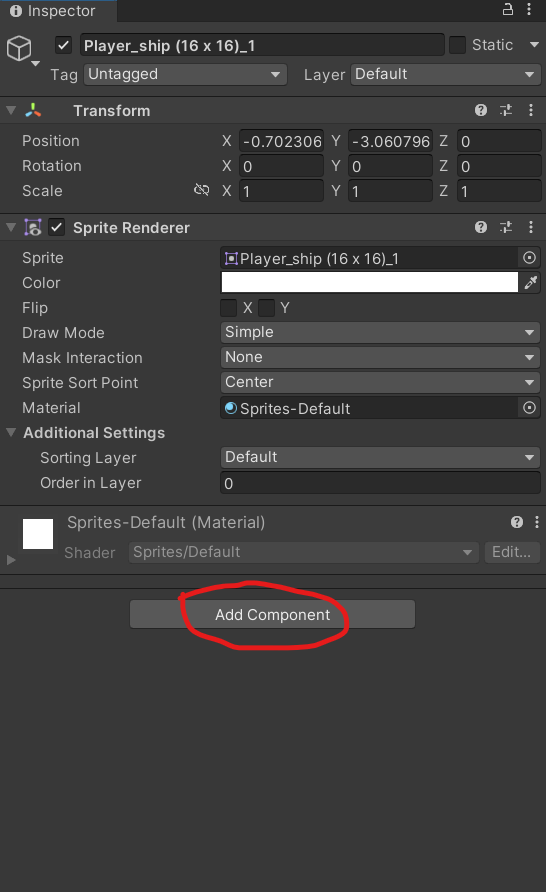 Inspector
Player_ship (16 x 16)_1 Static
Tag Untagged Layer Default
Transform
Position X -0.702306 Y -3.060796 Z 0
Rotation X 0 Y 0 Z 0
Scale X 1 Y 1 Z 1
Sprite Renderer
Sprite Player_ship (16 x 16)_1
Color
Flip X Y
Draw Mode Simple
Mask Interaction None
Sprite Sort Point Center
Material Sprites-Default
Additional Settings
Sorting Layer Default
Order in Layer 0
Sprites-Default (Material)
Shader Sprites/Default Edit...
Add Component